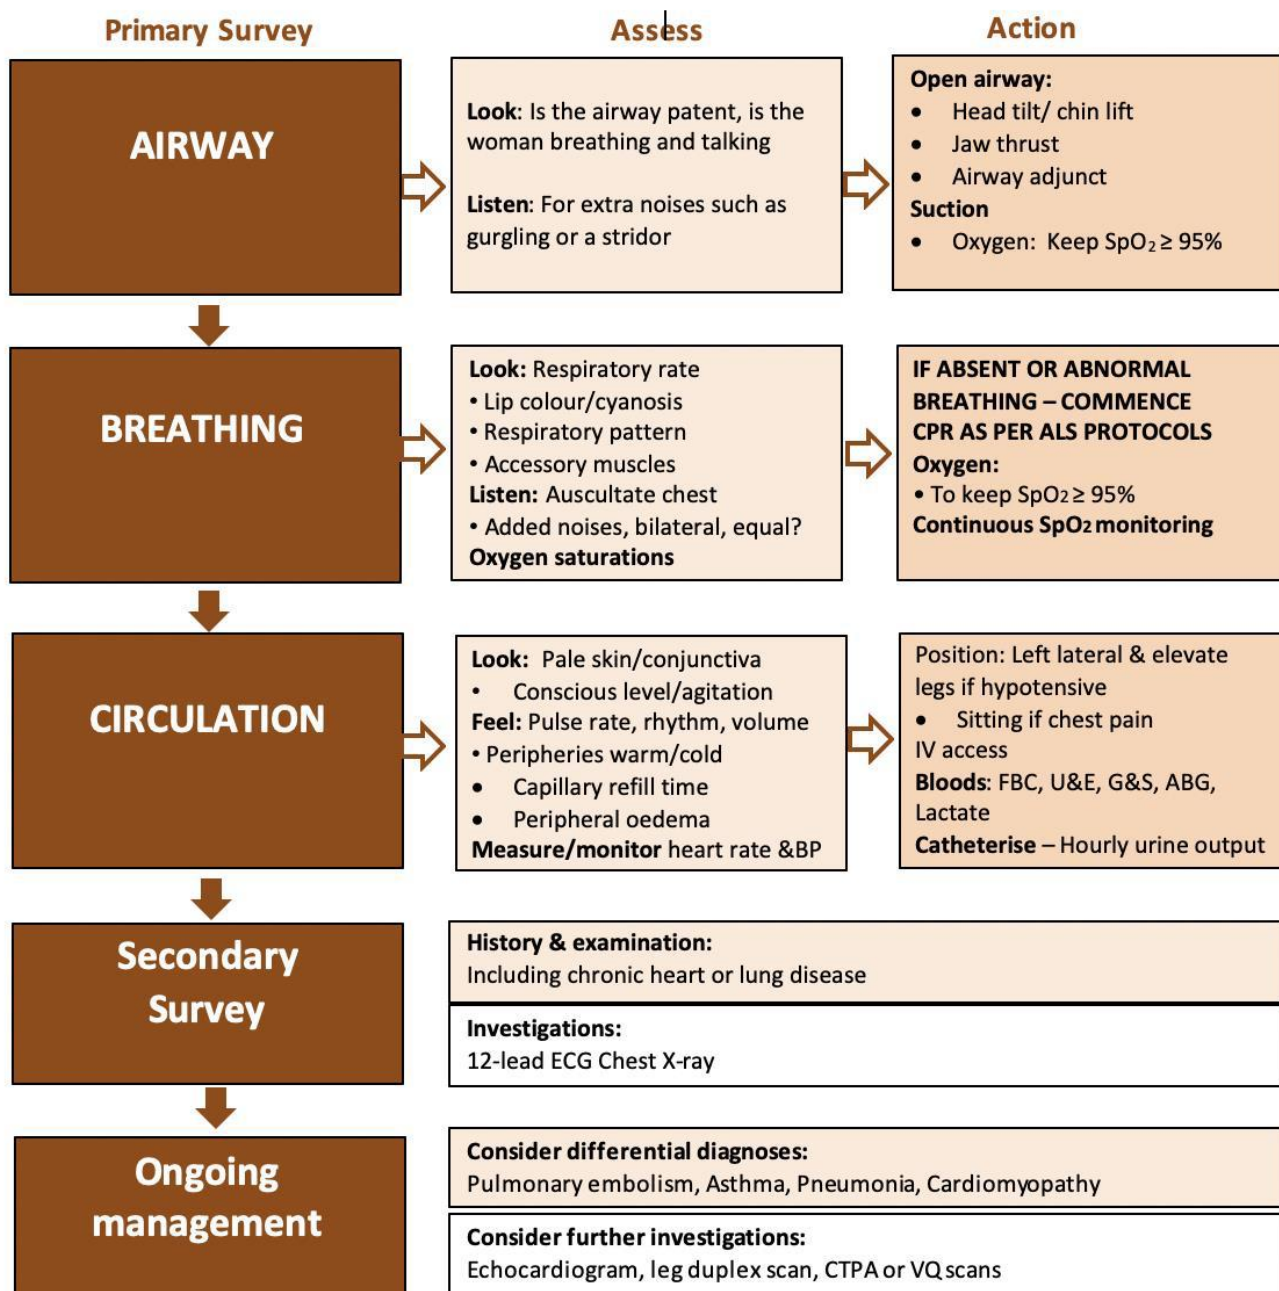 Primary Survey
Assess
Action
AIRWAY
Look: Is the airway patent, is the
woman breathing and talking
Listen: For extra noises such as
gurgling or a stridor
Open airway:
• Head tilt/ chin lift
• Jaw thrust
• Airway adjunct
Suction
• Oxygen: Keep SpO₂ ≥ 95%
BREATHING
Look: Respiratory rate
• Lip colour/cyanosis
• Respiratory pattern
• Accessory muscles
Listen: Auscultate chest
• Added noises, bilateral, equal?
Oxygen saturations
IF ABSENT OR ABNORMAL
BREATHING – COMMENCE
CPR AS PER ALS PROTOCOLS
Oxygen:
• To keep SpO₂ ≥ 95%
Continuous SpO₂ monitoring
CIRCULATION
Look: Pale skin/conjunctiva
• Conscious level/agitation
Feel: Pulse rate, rhythm, volume
• Peripheries warm/cold
• Capillary refill time
• Peripheral oedema
Measure/monitor heart rate &BP
Position: Left lateral & elevate
legs if hypotensive
• Sitting if chest pain
IV access
Bloods: FBC, U&E, G&S, ABG,
Lactate
Catheterise – Hourly urine output
Secondary
Survey
History & examination:
Including chronic heart or lung disease
Investigations:
12-lead ECG Chest X-ray
Ongoing
management
Consider differential diagnoses:
Pulmonary embolism, Asthma, Pneumonia, Cardiomyopathy
Consider further investigations:
Echocardiogram, leg duplex scan, CTPA or VQ scans